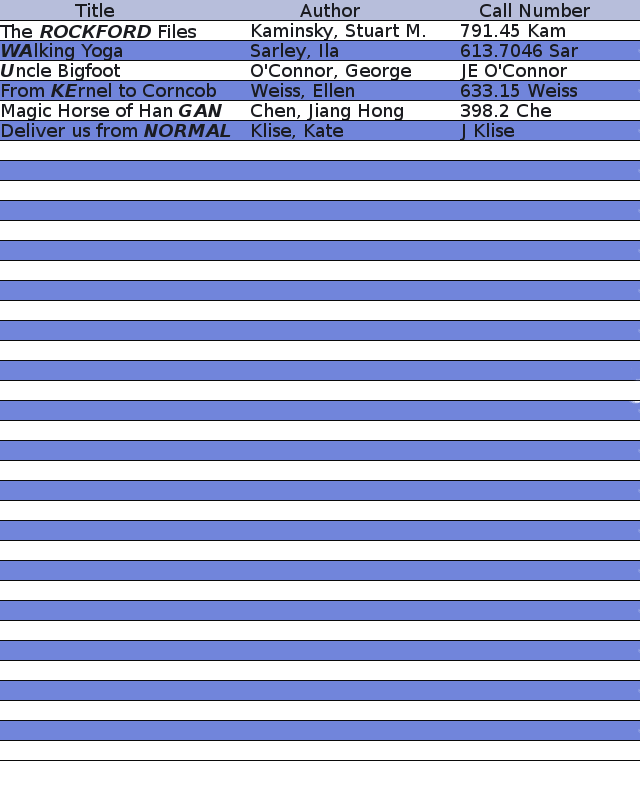 Title Author Call Number
The ROCKFORD Files Kaminsky, Stuart M. 791.45 Kam
WAlking Yoga Sarley, Ila 613.7046 Sar
Uncle Bigfoot O'Connor, George JE O'Connor
From KErnel to Corncob Weiss, Ellen 633.15 Weiss
Magic Horse of Han GAN Chen, Jiang Hong 398.2 Che
Deliver us from NORMAL Klise, Kate J Klise